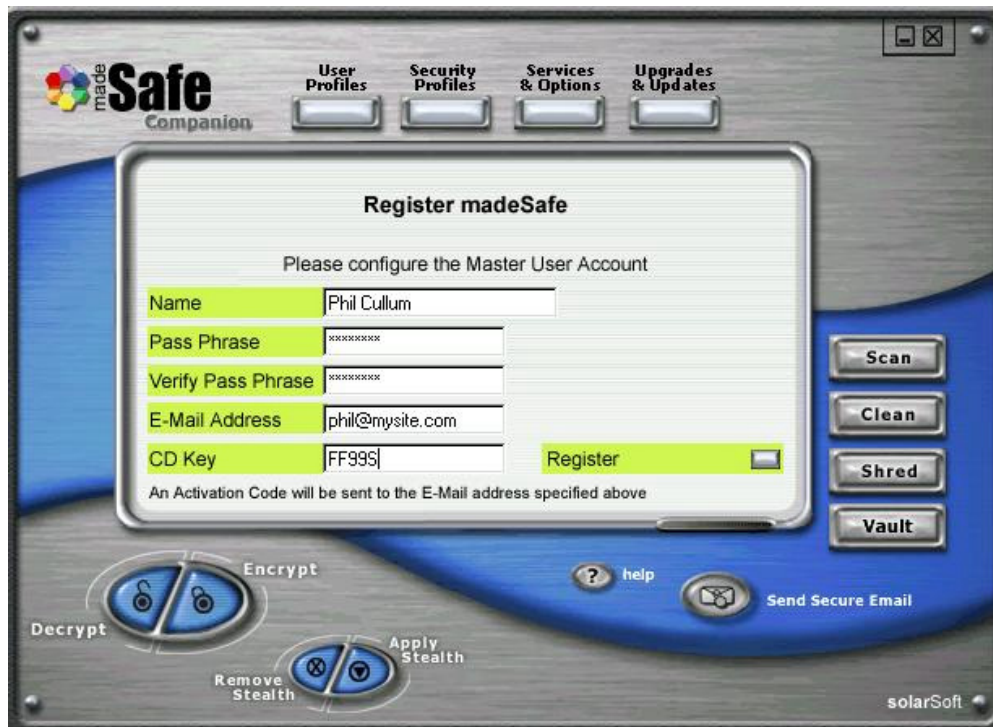 made Safe
Companion
User Profiles
Security Profiles
Services & Options
Upgrades & Updates
Register madeSafe
Please configure the Master User Account
Name Phil Cullum
Pass Phrase ********
Verify Pass Phrase ********
E-Mail Address phil@mysite.com
CD Key FF99S Register
An Activation Code will be sent to the E-Mail address specified above
Scan
Clean
Shred
Vault
Encrypt
Decrypt
? help
Send Secure Email
Apply Stealth
Remove Stealth
solarSoft